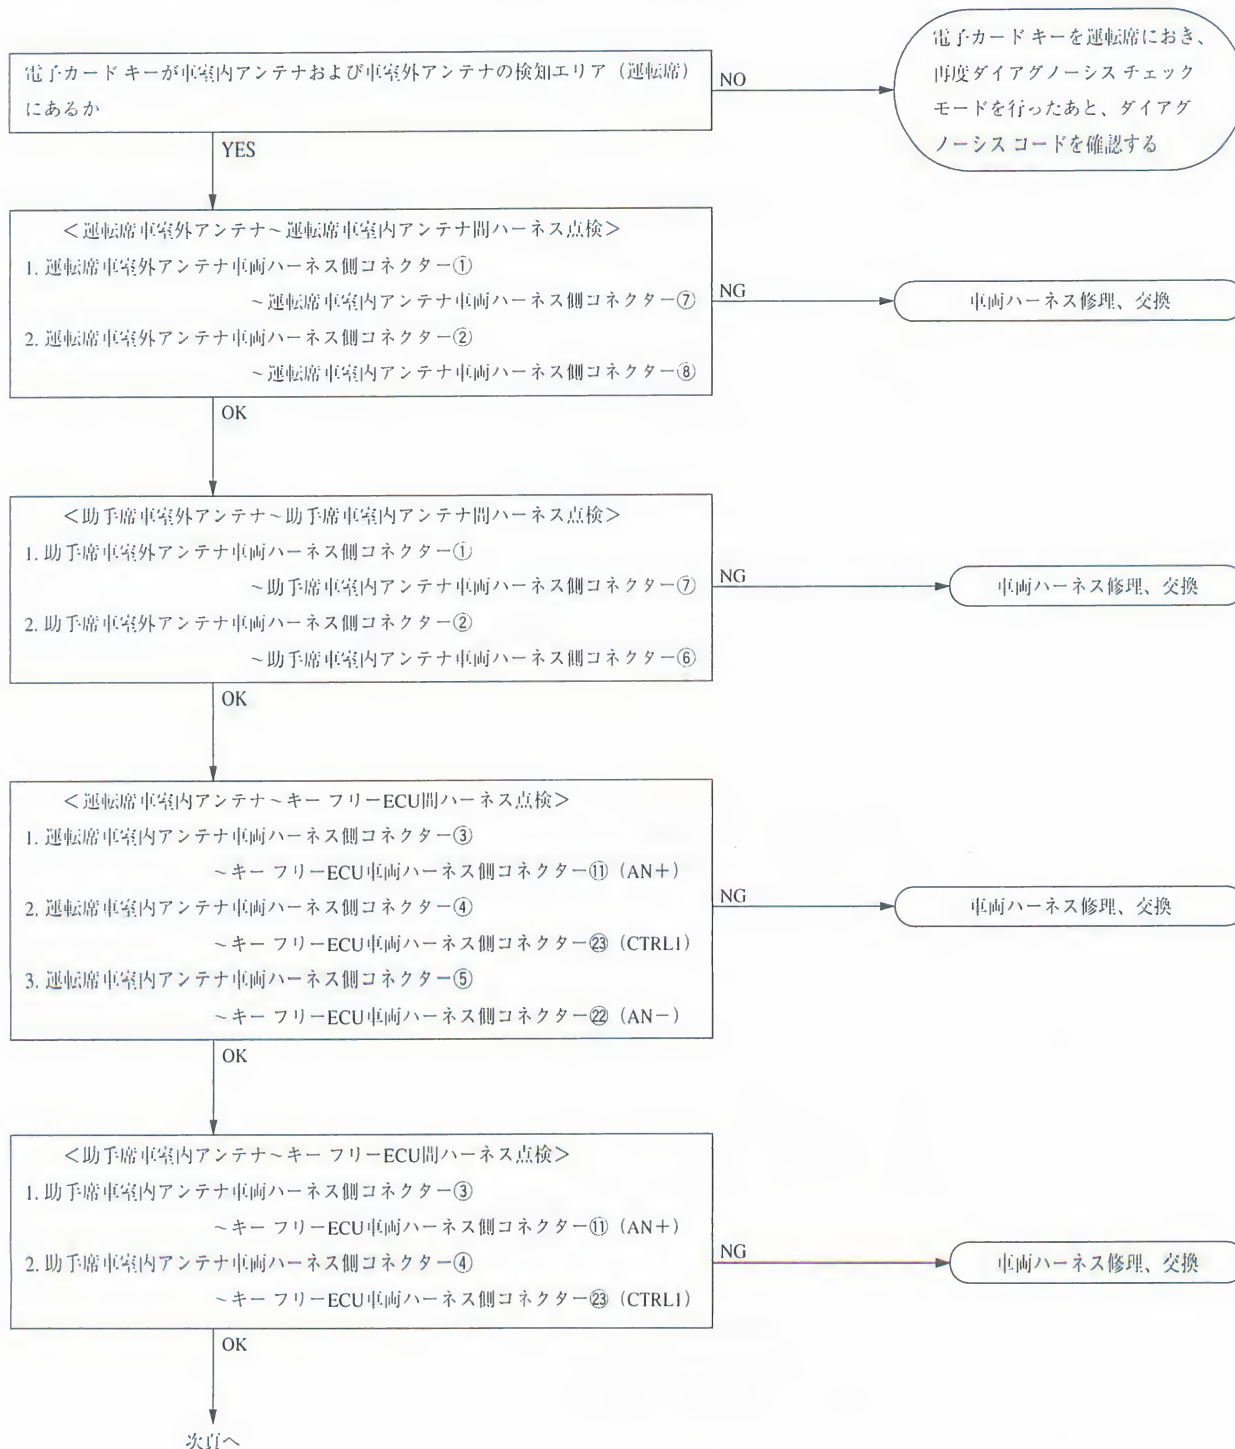 電子カード キーが車室内アンテナおよび車室外アンテナの検知エリア（運転席）
にあるか
NO
電子カード キーを運転席におき、
再度ダイアグノーシス チェック
モードを行ったあと、ダイアグ
ノーシス コードを確認する
YES
＜運転席車室外アンテナ～運転席車室内アンテナ間ハーネス点検＞
1. 運転席車室外アンテナ車両ハーネス側コネクター①
～運転席車室内アンテナ車両ハーネス側コネクター⑦
2. 運転席車室外アンテナ車両ハーネス側コネクター②
～運転席車室内アンテナ車両ハーネス側コネクター⑧
NG
車両ハーネス修理、交換
OK
＜助手席車室外アンテナ～助手席車室内アンテナ間ハーネス点検＞
1. 助手席車室外アンテナ車両ハーネス側コネクター①
～助手席車室内アンテナ車両ハーネス側コネクター⑦
2. 助手席車室外アンテナ車両ハーネス側コネクター②
～助手席車室内アンテナ車両ハーネス側コネクター⑥
NG
車両ハーネス修理、交換
OK
＜運転席車室内アンテナ～キー フリーECU間ハーネス点検＞
1. 運転席車室内アンテナ車両ハーネス側コネクター③
～キー フリーECU車両ハーネス側コネクター⑪（AN＋）
2. 運転席車室内アンテナ車両ハーネス側コネクター④
～キー フリーECU車両ハーネス側コネクター㉓（CTRL1）
3. 運転席車室内アンテナ車両ハーネス側コネクター⑤
～キー フリーECU車両ハーネス側コネクター㉒（AN－）
NG
車両ハーネス修理、交換
OK
＜助手席車室内アンテナ～キー フリーECU間ハーネス点検＞
1. 助手席車室内アンテナ車両ハーネス側コネクター③
～キー フリーECU車両ハーネス側コネクター⑪（AN＋）
2. 助手席車室内アンテナ車両ハーネス側コネクター④
～キー フリーECU車両ハーネス側コネクター㉓（CTRL1）
NG
車両ハーネス修理、交換
OK
次頁へ